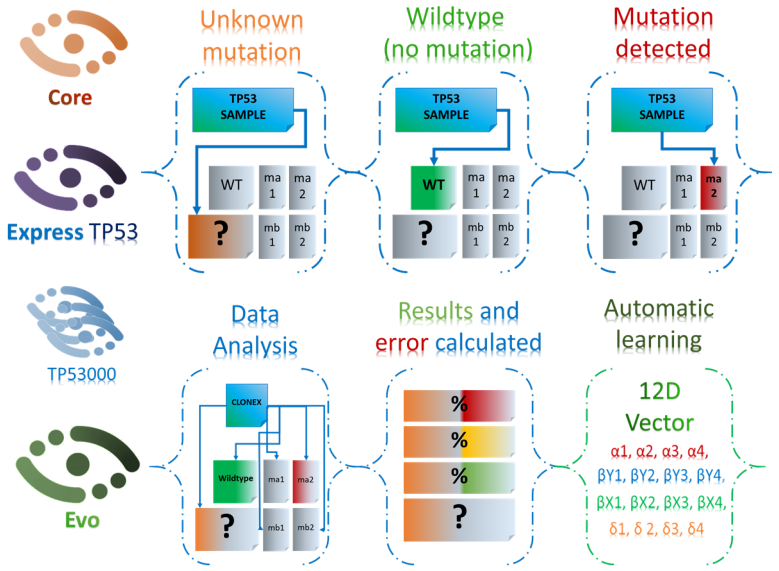 Unknown
mutation
Wildtype
(no mutation)
Mutation
detected
Core
Express TP53
TP53000
Evo
TP53
SAMPLE
WT
ma
1
ma
2
?
mb
1
mb
2
TP53
SAMPLE
WT
ma
1
ma
2
?
mb
1
mb
2
TP53
SAMPLE
WT
ma
1
ma
2
?
mb
1
mb
2
Data
Analysis
CLONEX
Wildtype
ma1
ma2
?
mb1
mb2
Results and
error calculated
%
%
%
?
Automatic
learning
12D
Vector
α1, α2, α3, α4,
βY1, βY2, βY3, βY4,
βX1, βX2, βX3, βX4,
δ1, δ 2, δ3, δ4